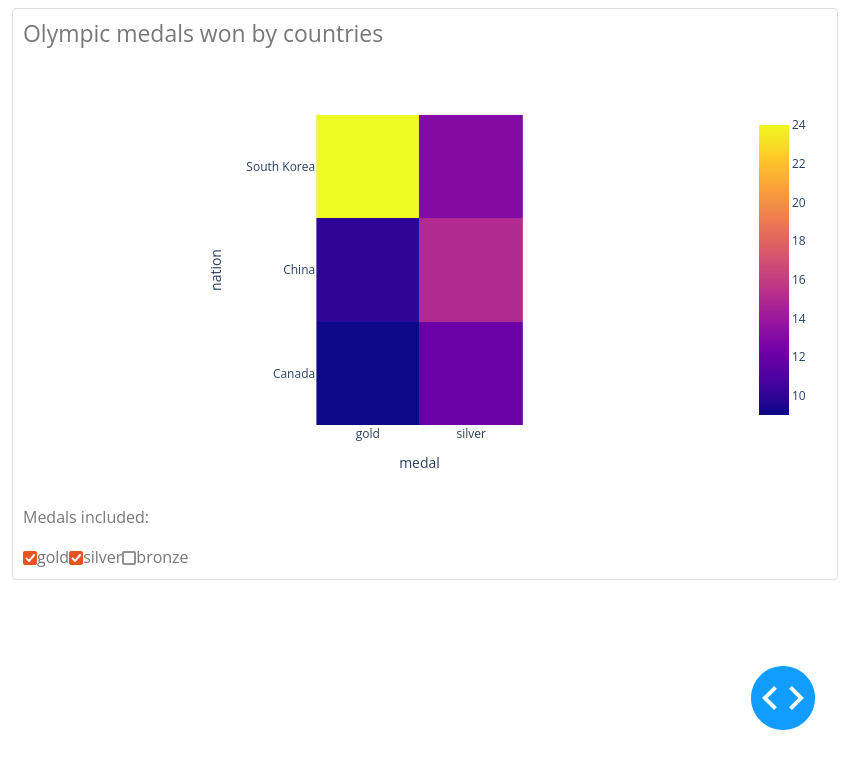 Olympic medals won by countries
24
South Korea
22
20
18
nation
China
16
14
12
Canada
10
gold silver
medal
Medals included:
gold silver bronze